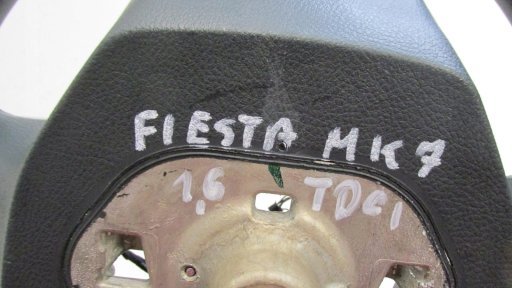 FIESTA MK7
1,6 TDCI